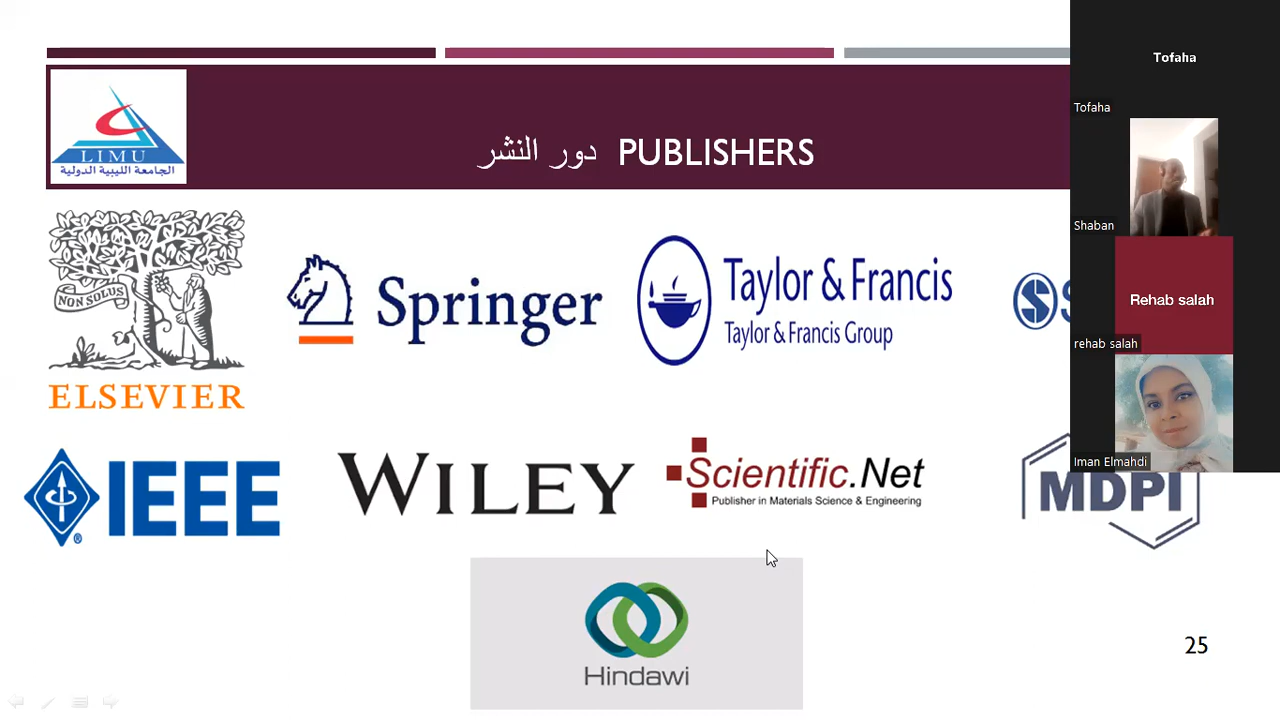 LIMU
الجامعة الليبية الدولية
دور النشر PUBLISHERS
NON SOLUS
ELSEVIER
Springer
Taylor & Francis
Taylor & Francis Group
S
IEEE
®
WILEY
Scientific.Net
Publisher in Materials Science & Engineering
MDPI
Hindawi
25
Tofaha
Tofaha
Shaban
Rehab salah
rehab salah
Iman Elmahdi